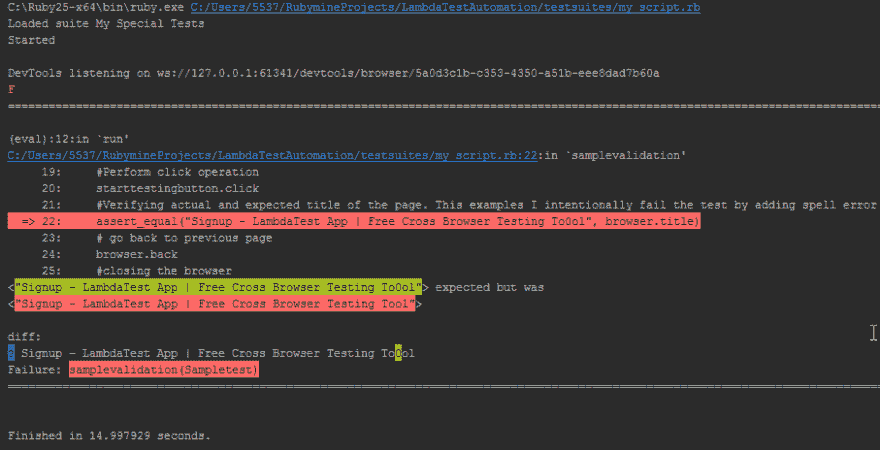 C:\Ruby25-x64\bin\ruby.exe C:/Users/5537/RubymineProjects/LambdaTestAutomation/testsuites/my_script.rb
Loaded suite My Special Tests
Started
DevTools listening on ws://127.0.0.1:61341/devtools/browser/5a0d3c1b-c353-4350-a51b-eee8dad7b60a
F
===============================================================================
(eval):12:in `run'
C:/Users/5537/RubymineProjects/LambdaTestAutomation/testsuites/my_script.rb:22:in `samplevalidation'
19: #Perform click operation
20: starttestingbutton.click
21: #Verifying actual and expected title of the page. This examples I intentionally fail the test by adding spell error
=> 22: assert_equal("Signup - LambdaTest App | Free Cross Browser Testing To0ol", browser.title)
23: # go back to previous page
24: browser.back
25: #closing the browser
<"Signup - LambdaTest App | Free Cross Browser Testing To0ol"> expected but was
<"Signup - LambdaTest App | Free Cross Browser Testing Tool">
diff:
? Signup - LambdaTest App | Free Cross Browser Testing To0ol
Failure: samplevalidation(Sampletest)
===============================================================================
Finished in 14.997929 seconds.